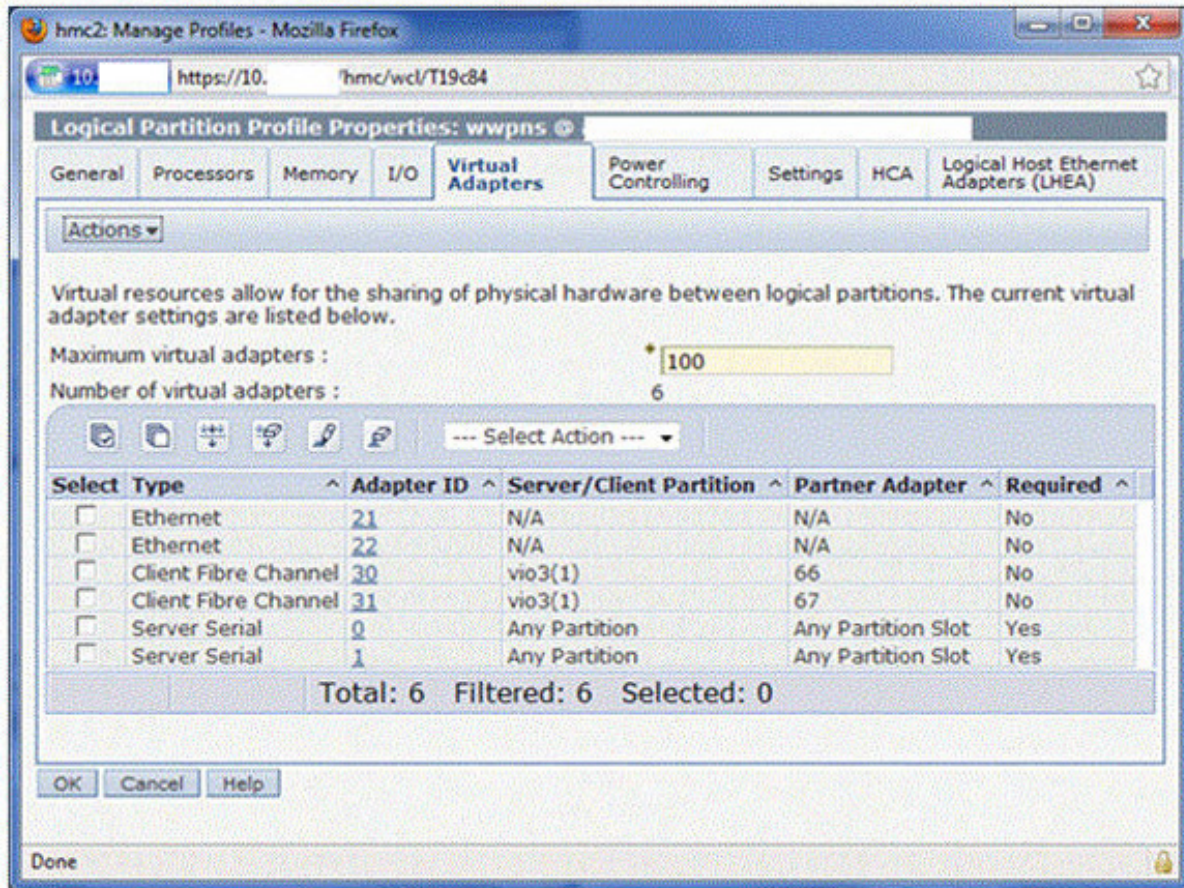 hmc2: Manage Profiles - Mozilla Firefox
10. https://10. /hmc/wcl/T19c84
Logical Partition Profile Properties: wwpns @
General Processors Memory I/O Virtual Adapters Power Controlling Settings HCA Logical Host Ethernet Adapters (LHEA)
Actions
Virtual resources allow for the sharing of physical hardware between logical partitions. The current virtual
adapter settings are listed below.
Maximum virtual adapters : * 100
Number of virtual adapters : 6
--- Select Action ---
Select Type ^ Adapter ID ^ Server/Client Partition ^ Partner Adapter ^ Required ^
Ethernet 21 N/A N/A No
Ethernet 22 N/A N/A No
Client Fibre Channel 30 vio3(1) 66 No
Client Fibre Channel 31 vio3(1) 67 No
Server Serial 0 Any Partition Any Partition Slot Yes
Server Serial 1 Any Partition Any Partition Slot Yes
Total: 6 Filtered: 6 Selected: 0
OK Cancel Help
Done